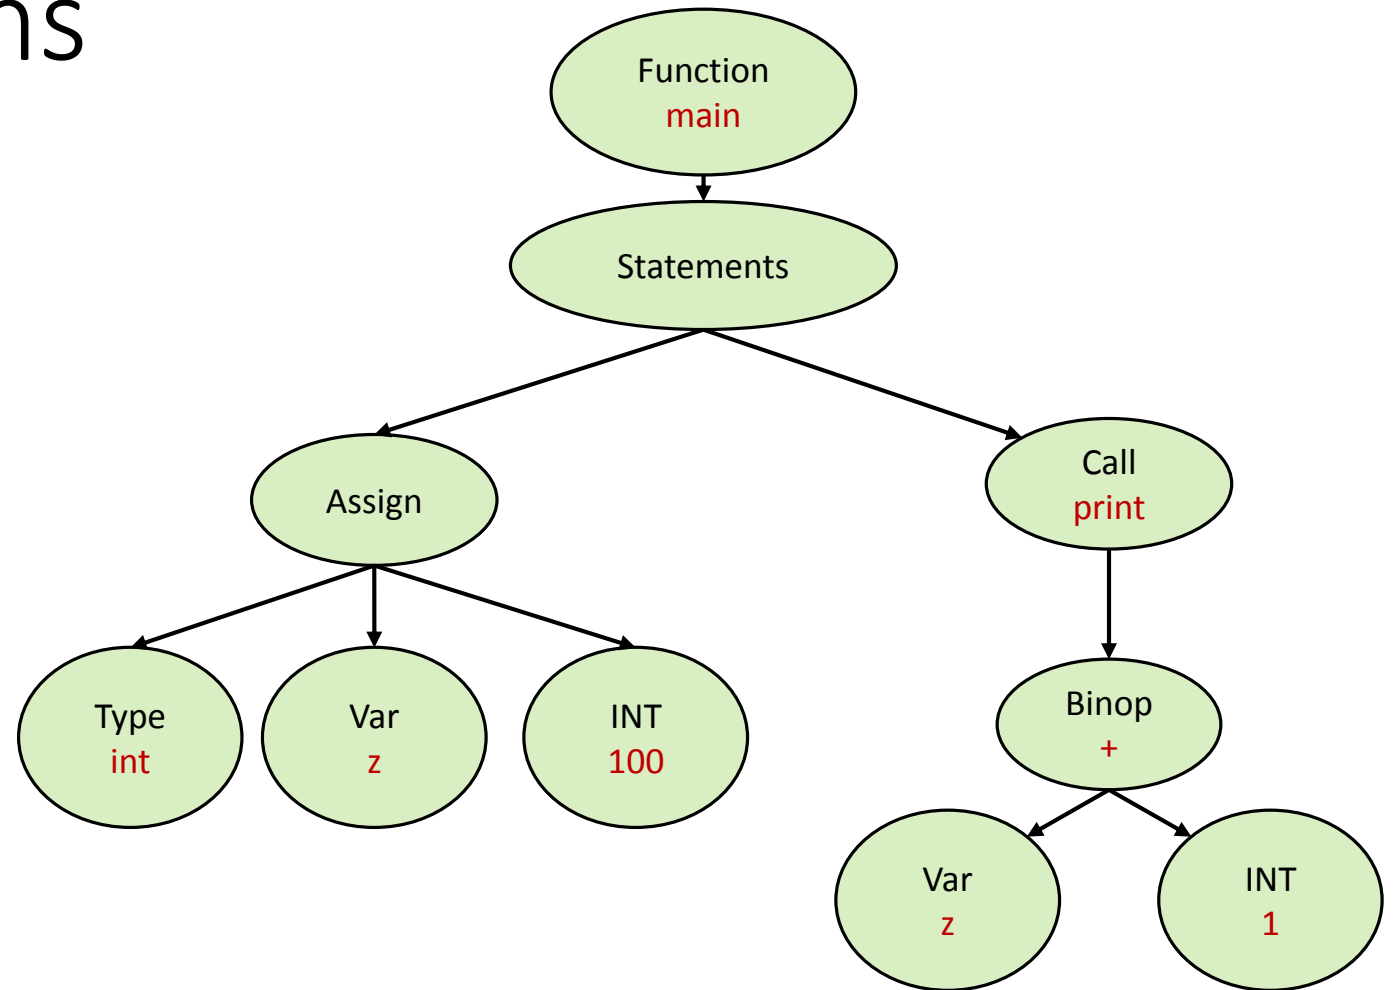 ns
Function
main
Statements
Assign
Call
print
Type
int
Var
z
INT
100
Binop
+
Var
z
INT
1